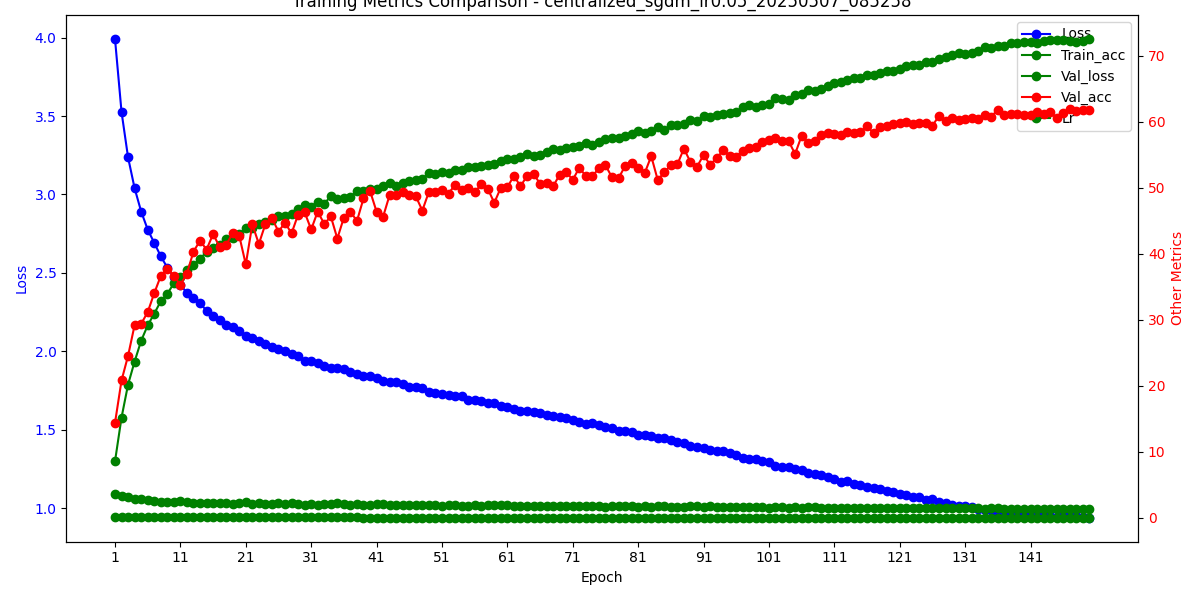 Training Metrics Comparison - centralized_sgdm_lr0.05_20250507_085258
4.0
3.5
3.0
2.5
2.0
1.5
1.0
Loss
Loss
Train_acc
Val_loss
Val_acc
Lr
70
60
50
40
30
20
10
0
Other Metrics
1 11 21 31 41 51 61 71 81 91 101 111 121 131 141
Epoch